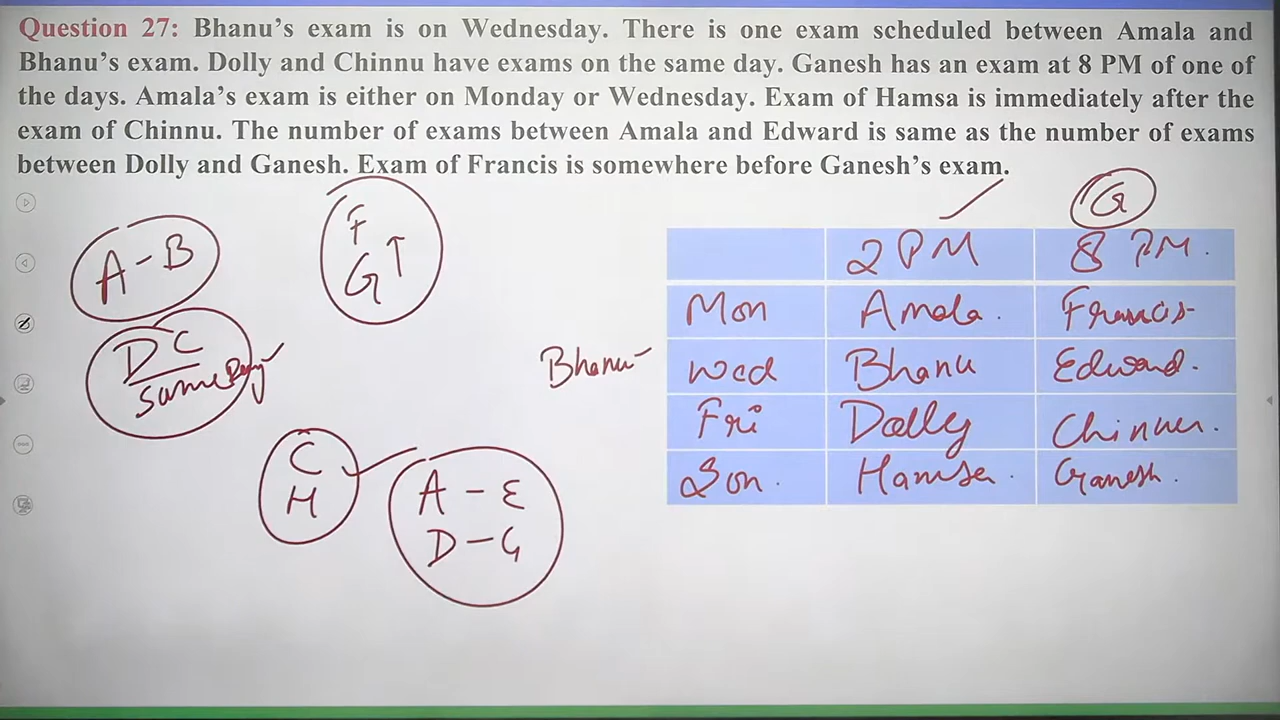 Question 27: Bhanu’s exam is on Wednesday. There is one exam scheduled between Amala and
Bhanu’s exam. Dolly and Chinnu have exams on the same day. Ganesh has an exam at 8 PM of one of
the days. Amala’s exam is either on Monday or Wednesday. Exam of Hamsa is immediately after the
exam of Chinnu. The number of exams between Amala and Edward is same as the number of exams
between Dolly and Ganesh. Exam of Francis is somewhere before Ganesh’s exam.
G
2 PM 8 PM.
Mon Amala. Francis
Bhanu Wed Bhanu Edward.
Fri Dolly Chinnu.
Son. Hamsa. Ganesh.
F
G↑
A - B
D C
same Day
C
H
A - E
D - G